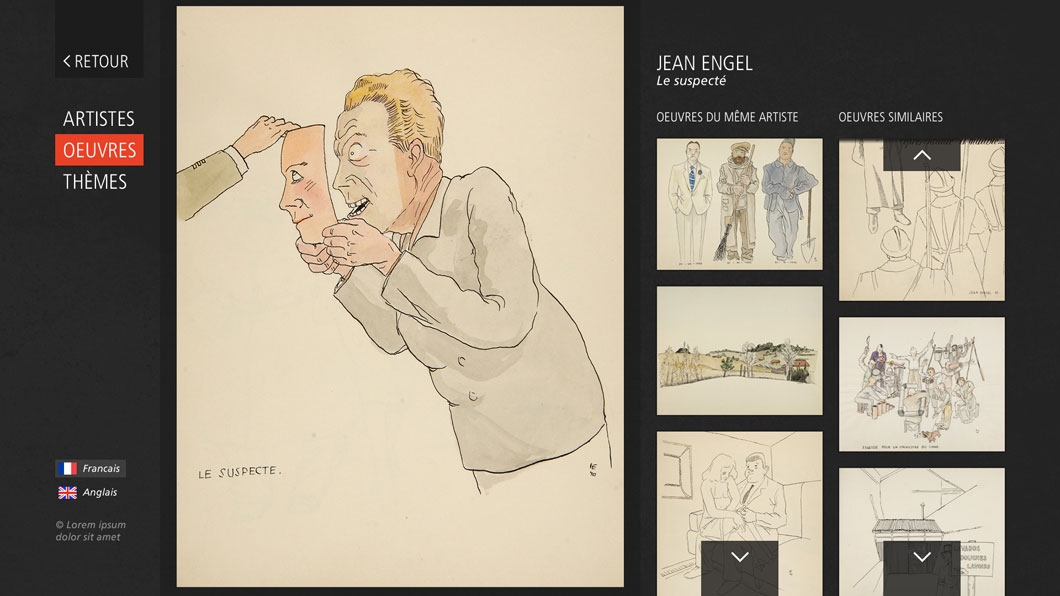 RETOUR
ARTISTES
OEUVRES
THÈMES
Francais
Anglais
© Lorem ipsum
dolor sit amet
LE SUSPECTE.
JEAN ENGEL
Le suspecté
OEUVRES DU MÊME ARTISTE
OEUVRES SIMILAIRES